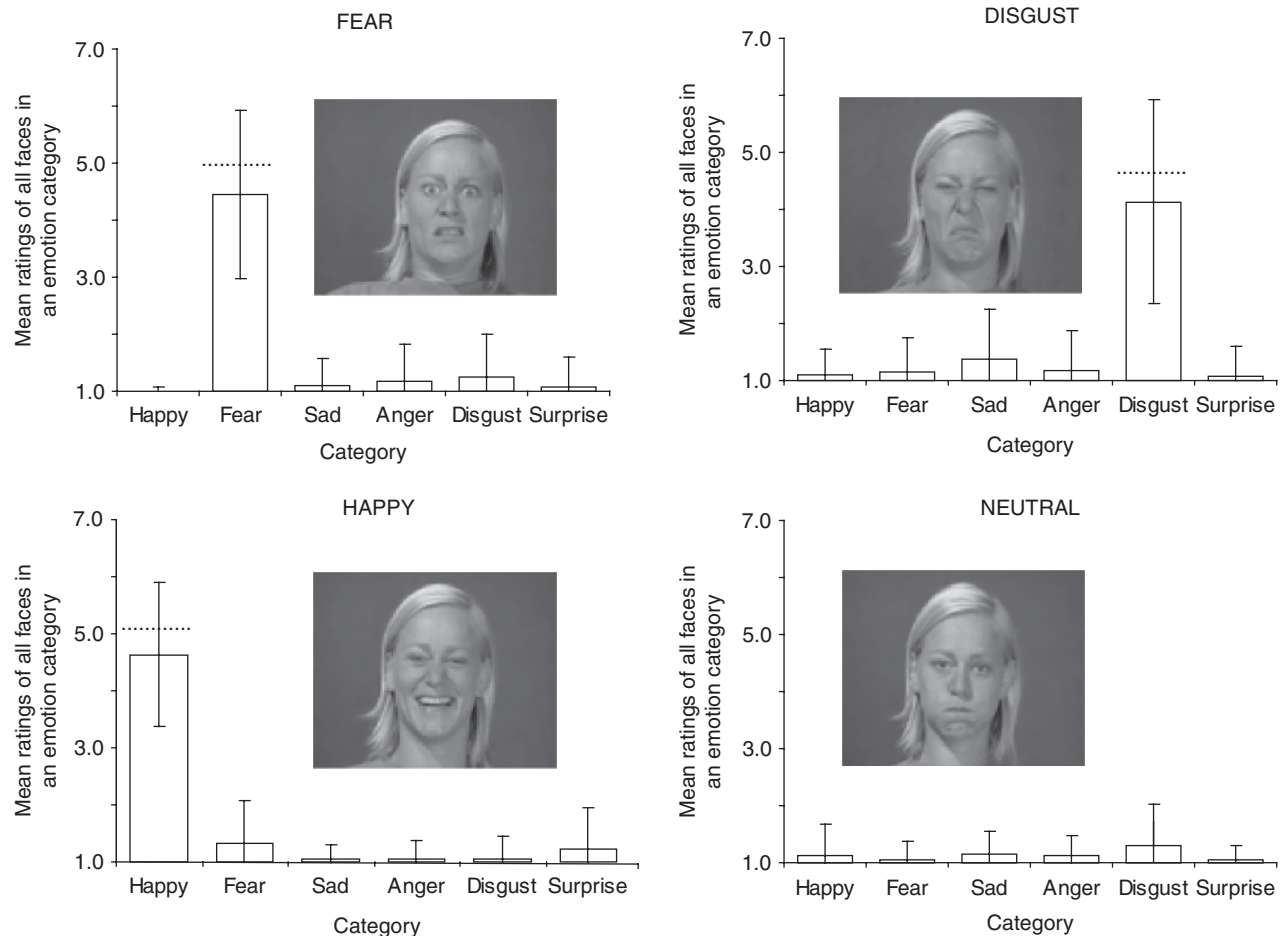 FEAR
7.0
5.0
3.0
1.0
Mean ratings of all faces in
an emotion category
Happy Fear Sad Anger Disgust Surprise
Category
DISGUST
7.0
5.0
3.0
1.0
Mean ratings of all faces in
an emotion category
Happy Fear Sad Anger Disgust Surprise
Category
HAPPY
7.0
5.0
3.0
1.0
Mean ratings of all faces in
an emotion category
Happy Fear Sad Anger Disgust Surprise
Category
NEUTRAL
7.0
5.0
3.0
1.0
Mean ratings of all faces in
an emotion category
Happy Fear Sad Anger Disgust Surprise
Category